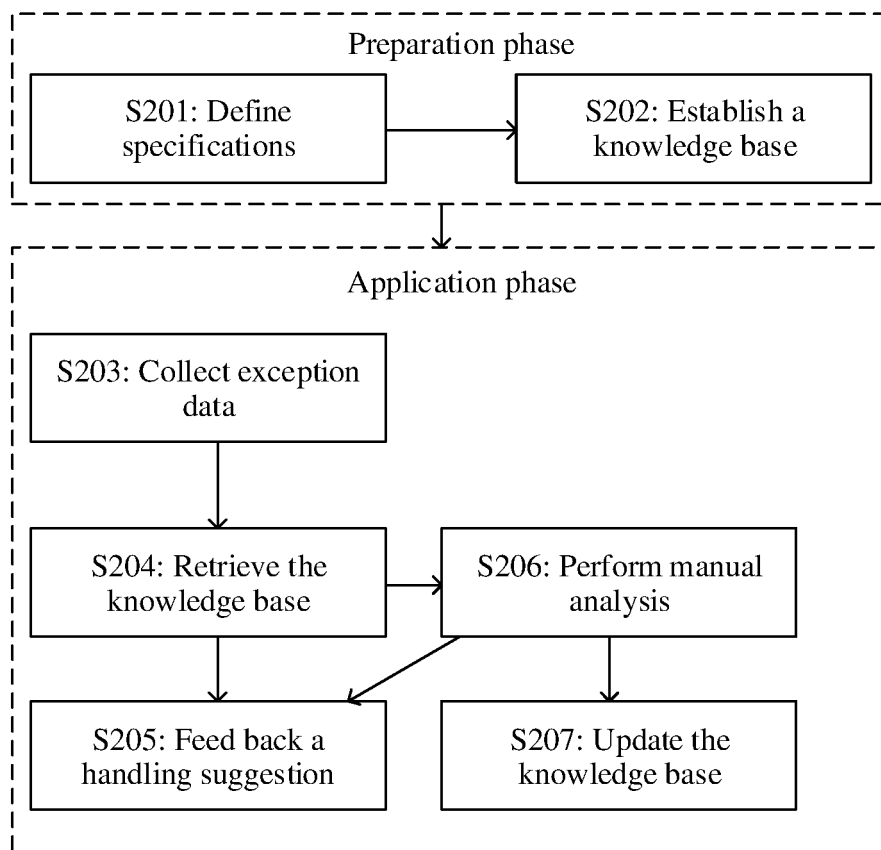 Preparation phase
S201: Define
specifications
S202: Establish a
knowledge base
Application phase
S203: Collect exception
data
S204: Retrieve the
knowledge base
S206: Perform manual
analysis
S205: Feed back a
handling suggestion
S207: Update the
knowledge base